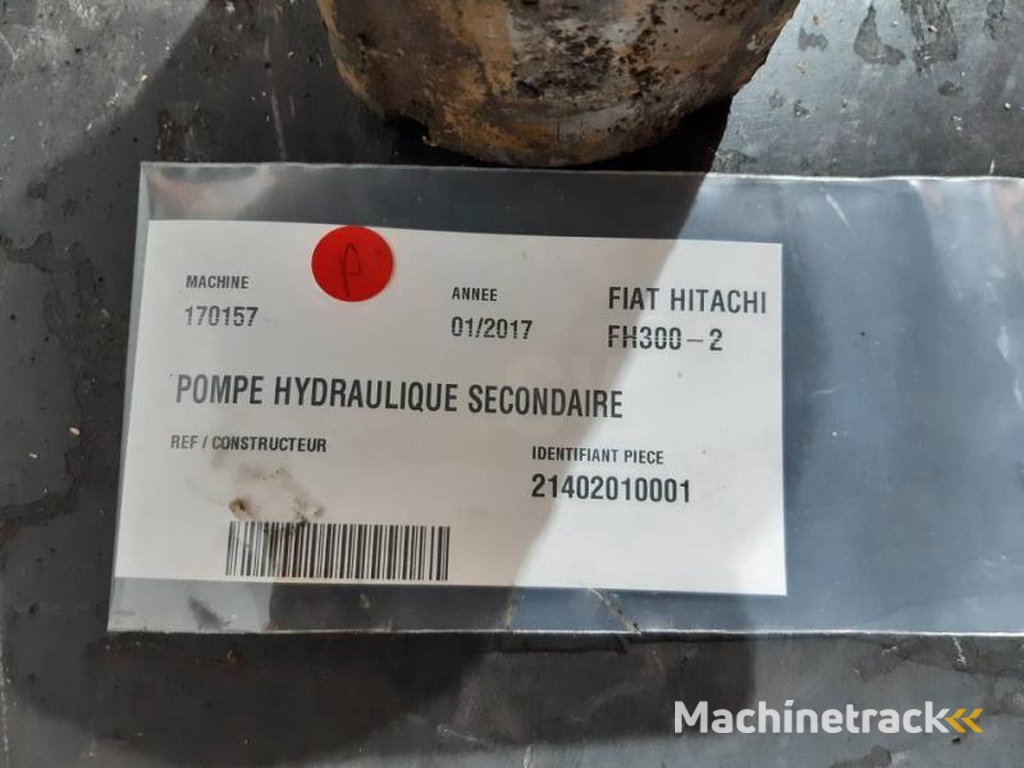 P
MACHINE
170157
ANNEE
01/2017
FIAT HITACHI
FH300-2
POMPE HYDRAULIQUE SECONDAIRE
REF / CONSTRUCTEUR
IDENTIFIANT PIECE
21402010001
Machinetrack